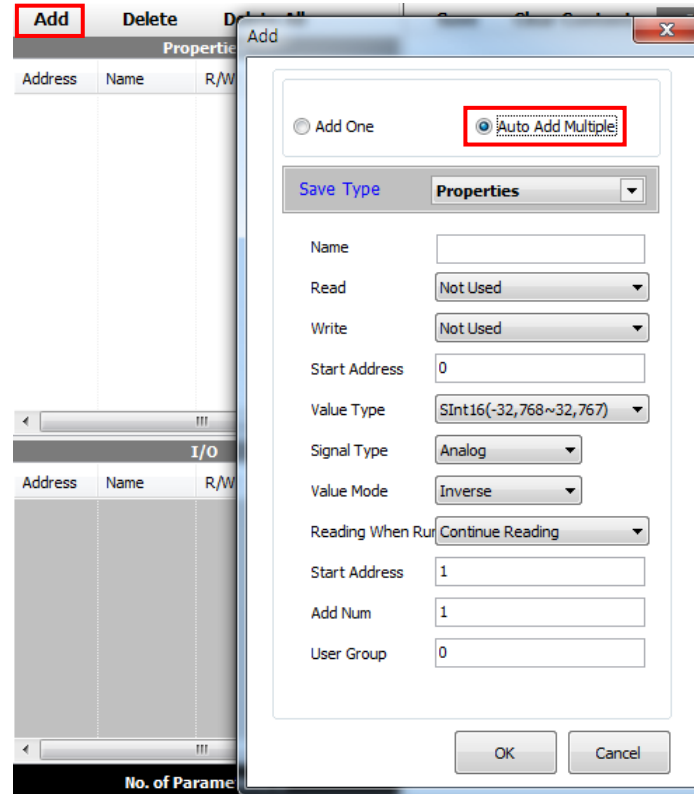 Add Delete
Add
Address Name R/W
Add One Auto Add Multiple
Save Type Properties
Name
Read Not Used
Write Not Used
Start Address 0
Value Type SInt16(-32,768~32,767)
I/O
Signal Type Analog
Address Name R/W
Value Mode Inverse
Reading When Rur Continue Reading
Start Address 1
Add Num 1
User Group 0
OK Cancel
No. of Parame